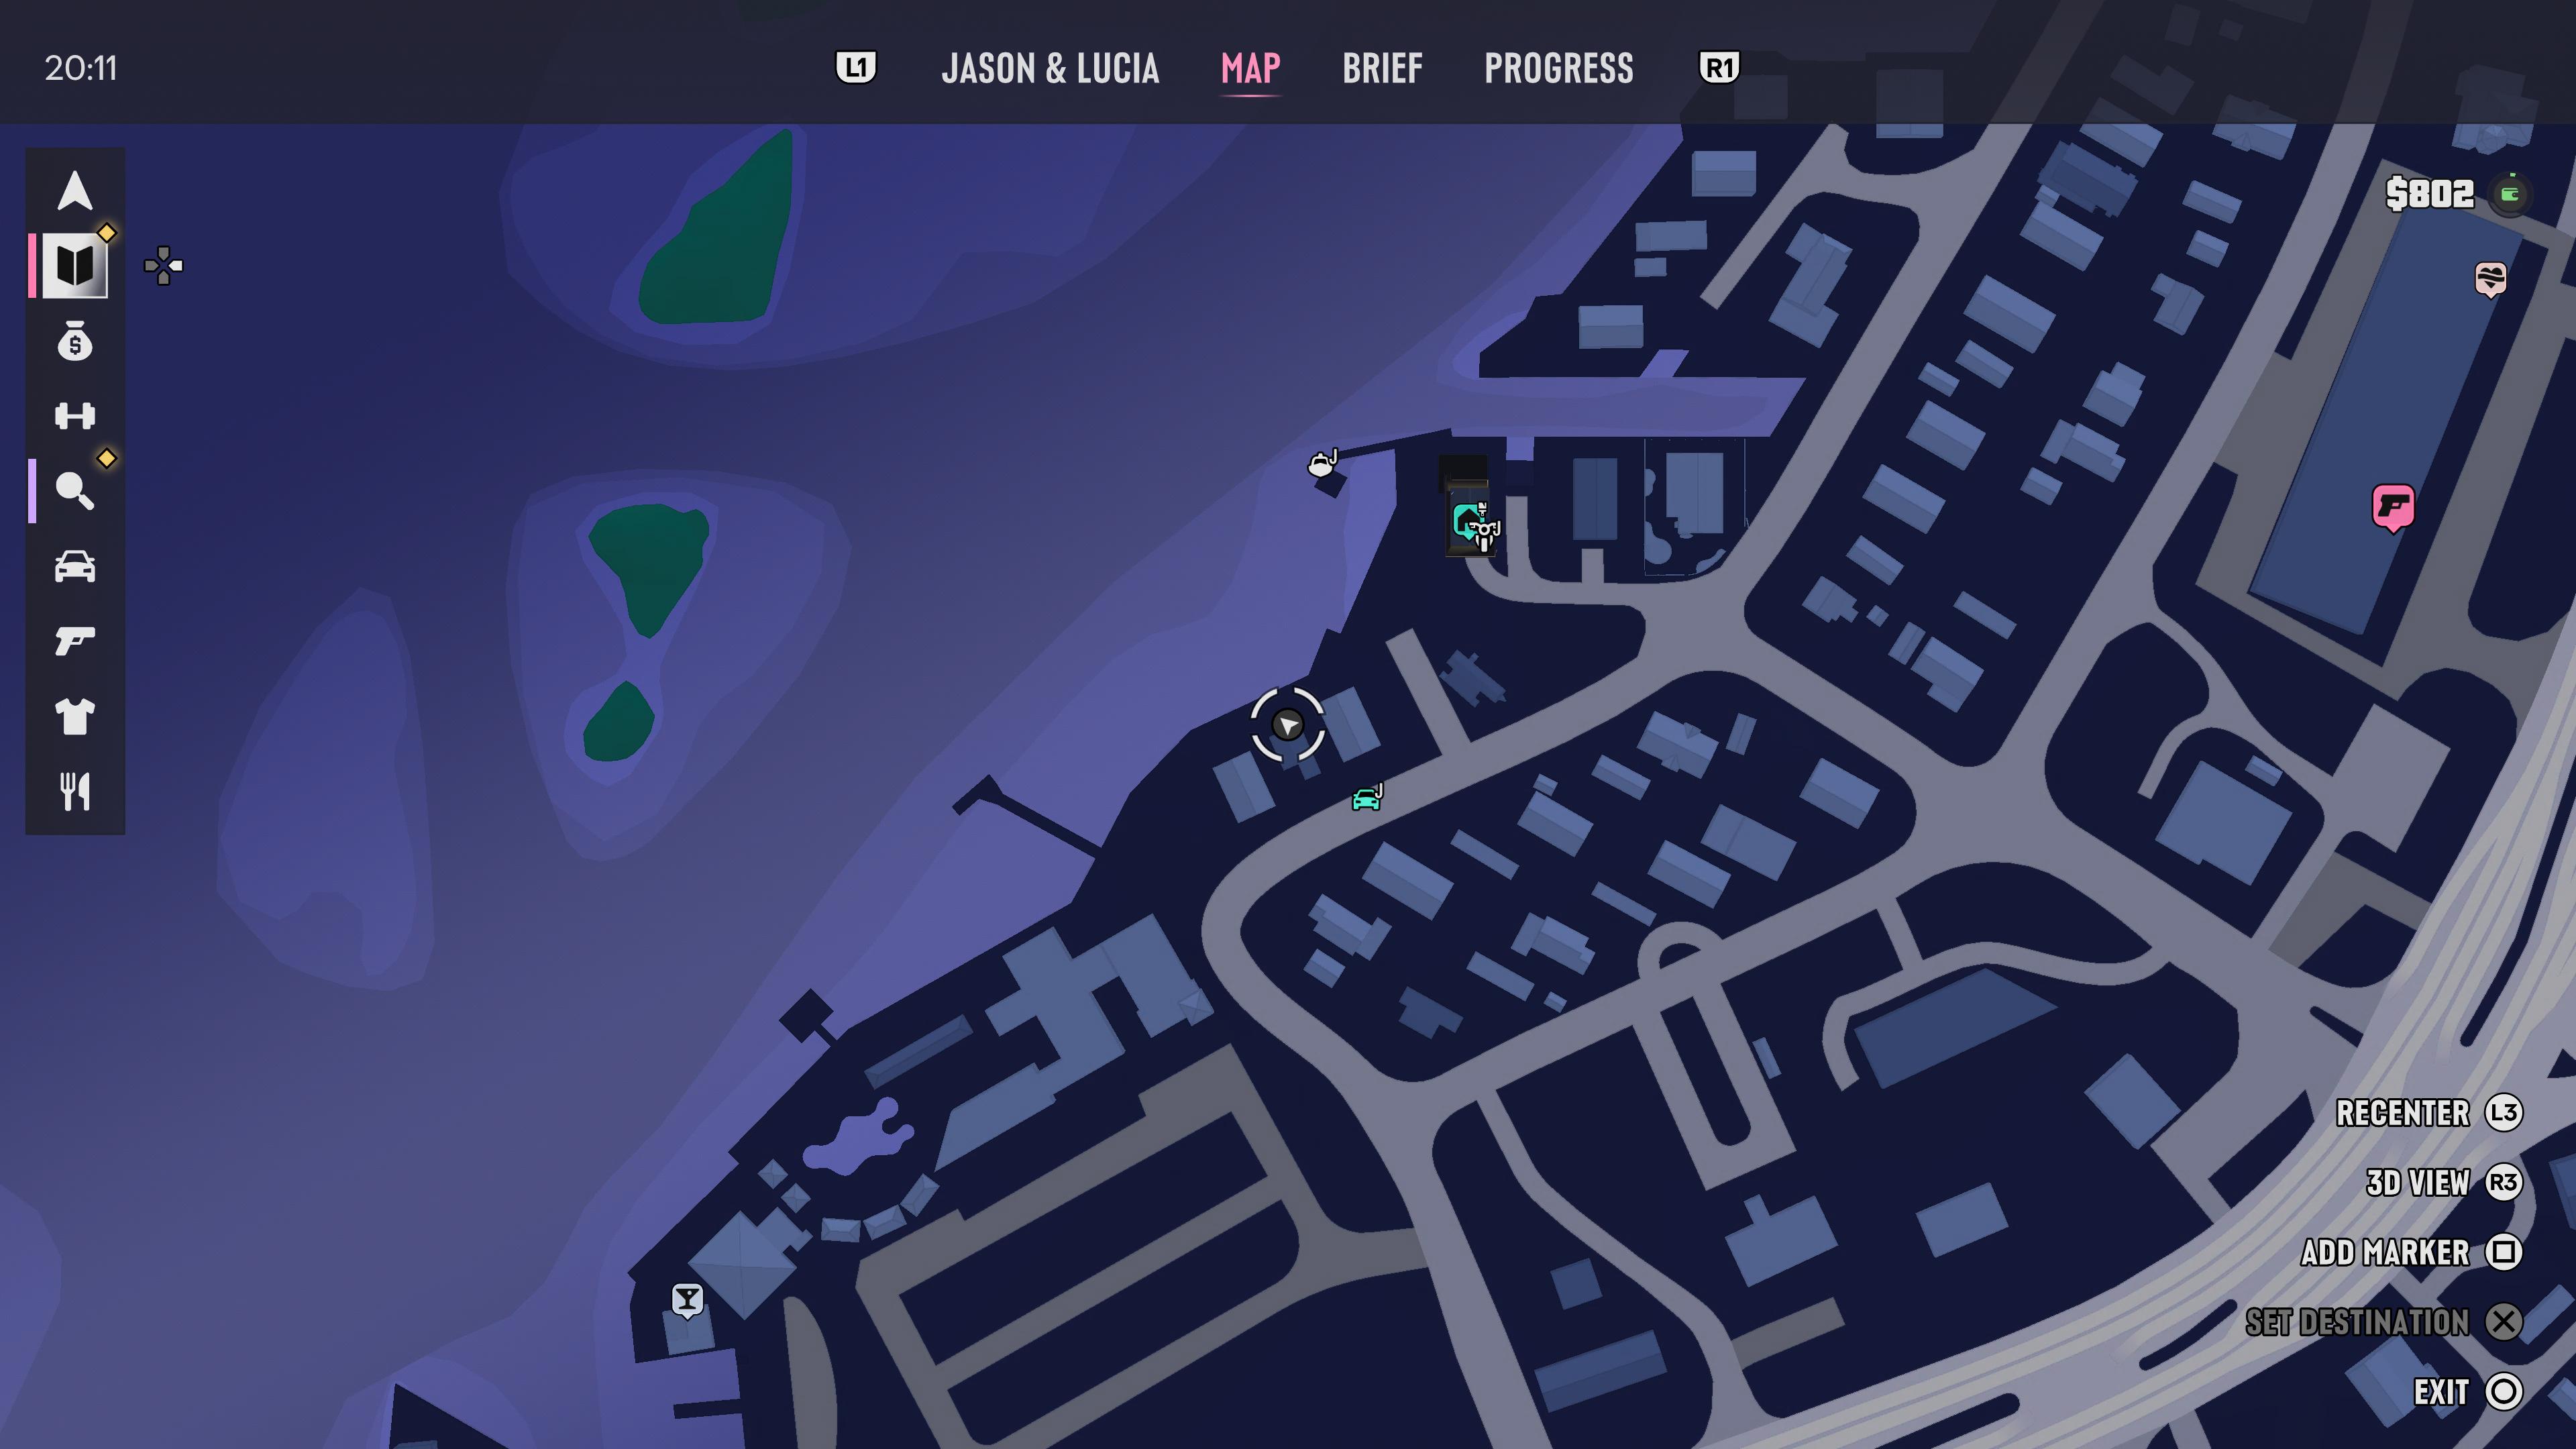 20:11
L1
JASON & LUCIA
MAP
BRIEF
PROGRESS
R1
$802
$
J
J
J
RECENTER L3
3D VIEW R3
ADD MARKER
SET DESTINATION
EXIT